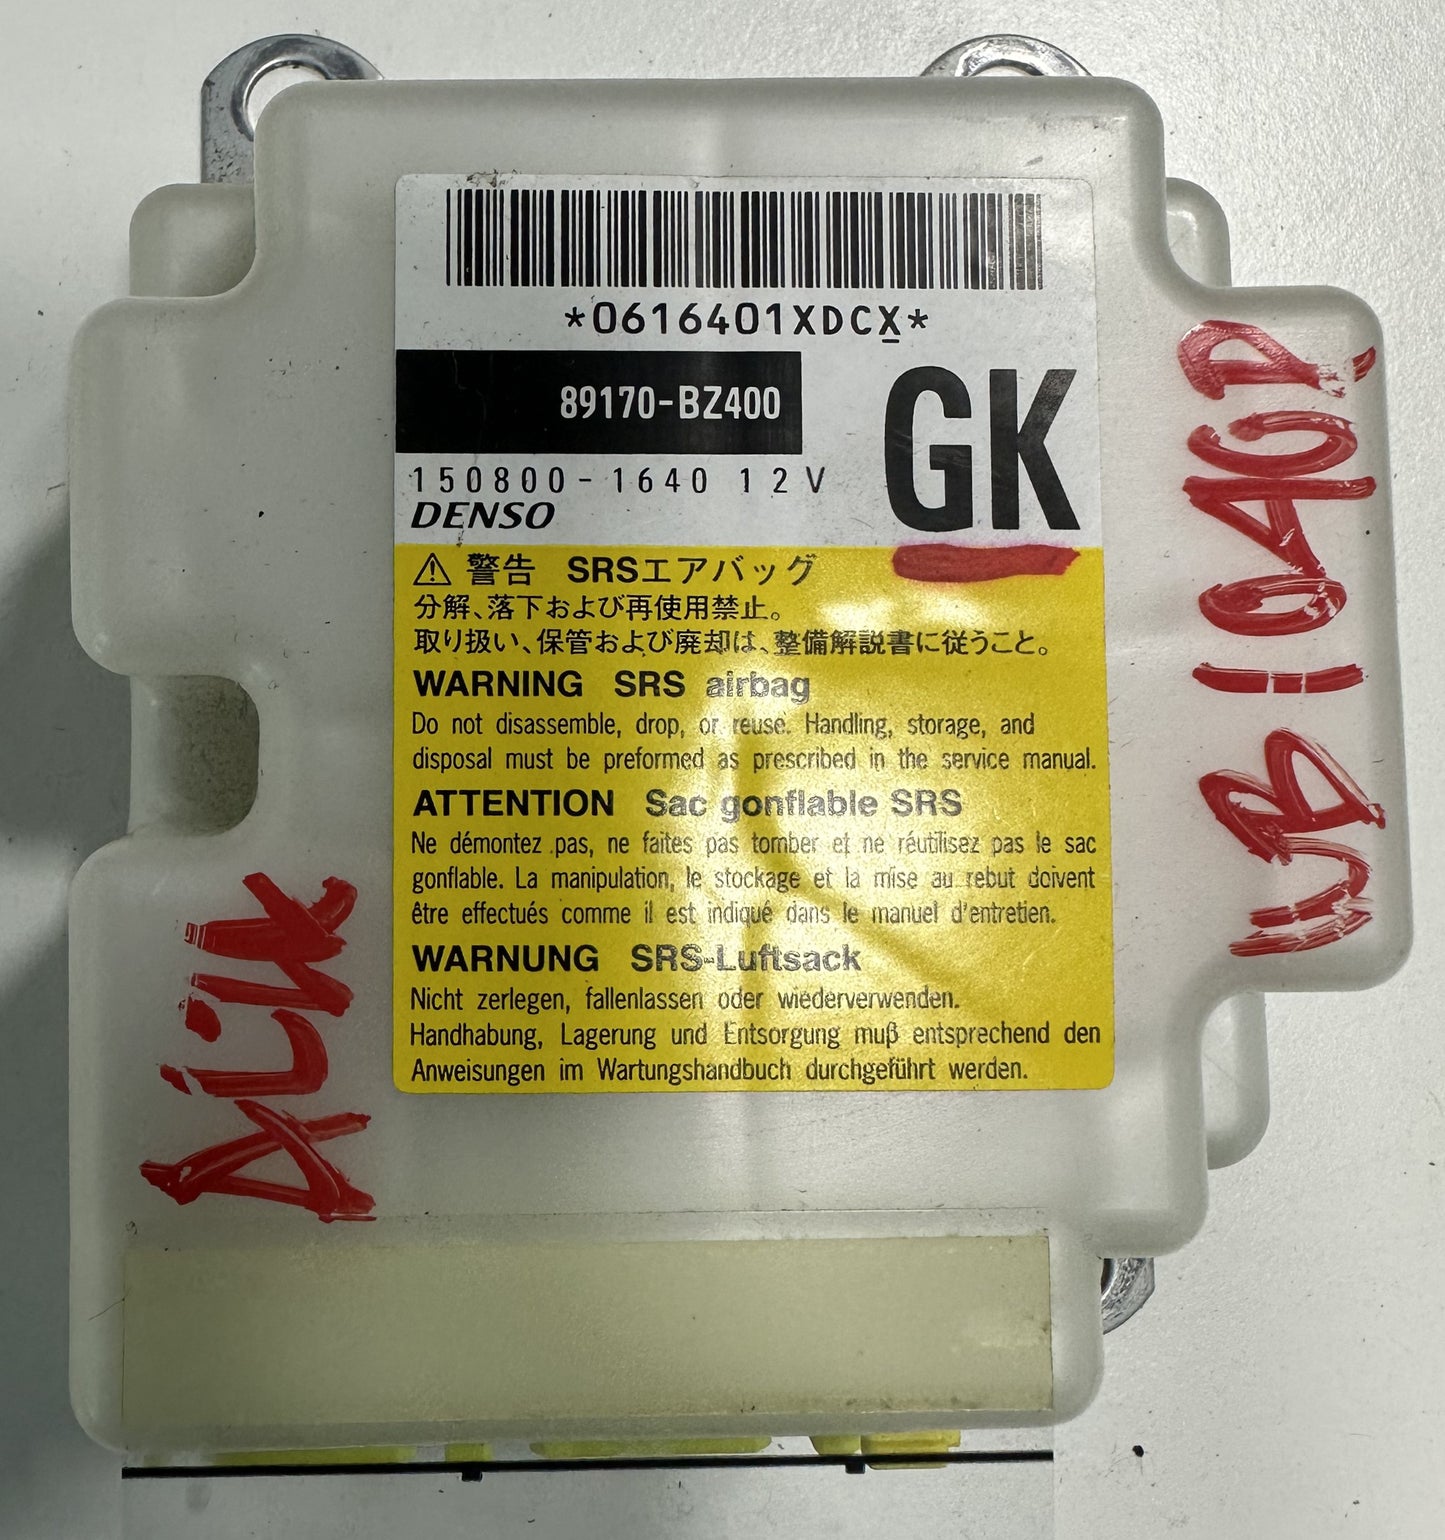 *0616401XDCX*
89170-BZ400
GK
150800-1640 12V
DENSO
⚠ 警告 SRSエアバッグ
分解、落下および再使用禁止。
取り扱い、保管および廃却は、整備解説書に従うこと。
WARNING SRS airbag
Do not disassemble, drop, or reuse. Handling, storage, and
disposal must be preformed as prescribed in the service manual.
ATTENTION Sac gonflable SRS
Ne démontez pas, ne faites pas tomber et ne réutilisez pas le sac
gonflable. La manipulation, le stockage et la mise au rebut doivent
être effectués comme il est indiqué dans le manuel d'entretien.
WARNUNG SRS-Luftsack
Nicht zerlegen, fallenlassen oder wiederverwenden.
Handhabung, Lagerung und Entsorgung muß entsprechend den
Anweisungen im Wartungshandbuch durchgeführt werden.